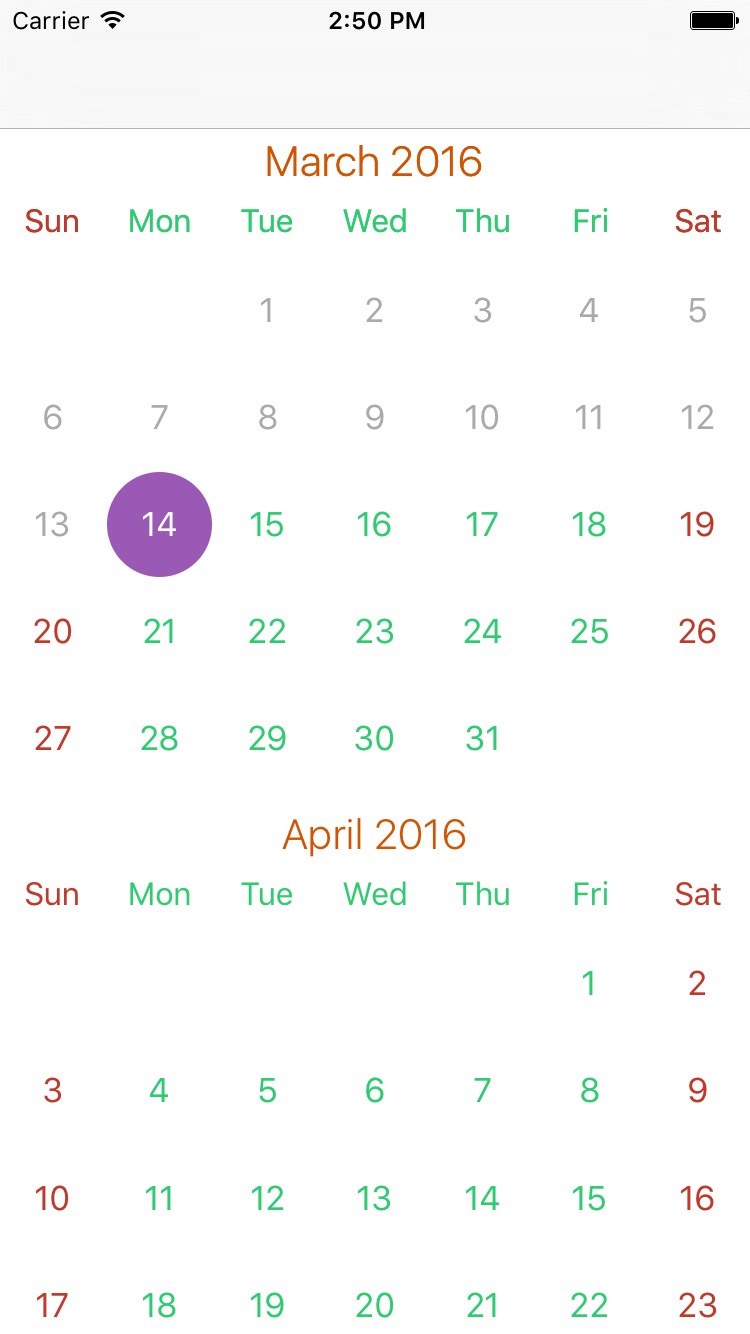 Carrier 2:50 PM
March 2016
Sun Mon Tue Wed Thu Fri Sat
1 2 3 4 5
6 7 8 9 10 11 12
13 14 15 16 17 18 19
20 21 22 23 24 25 26
27 28 29 30 31
April 2016
Sun Mon Tue Wed Thu Fri Sat
1 2
3 4 5 6 7 8 9
10 11 12 13 14 15 16
17 18 19 20 21 22 23